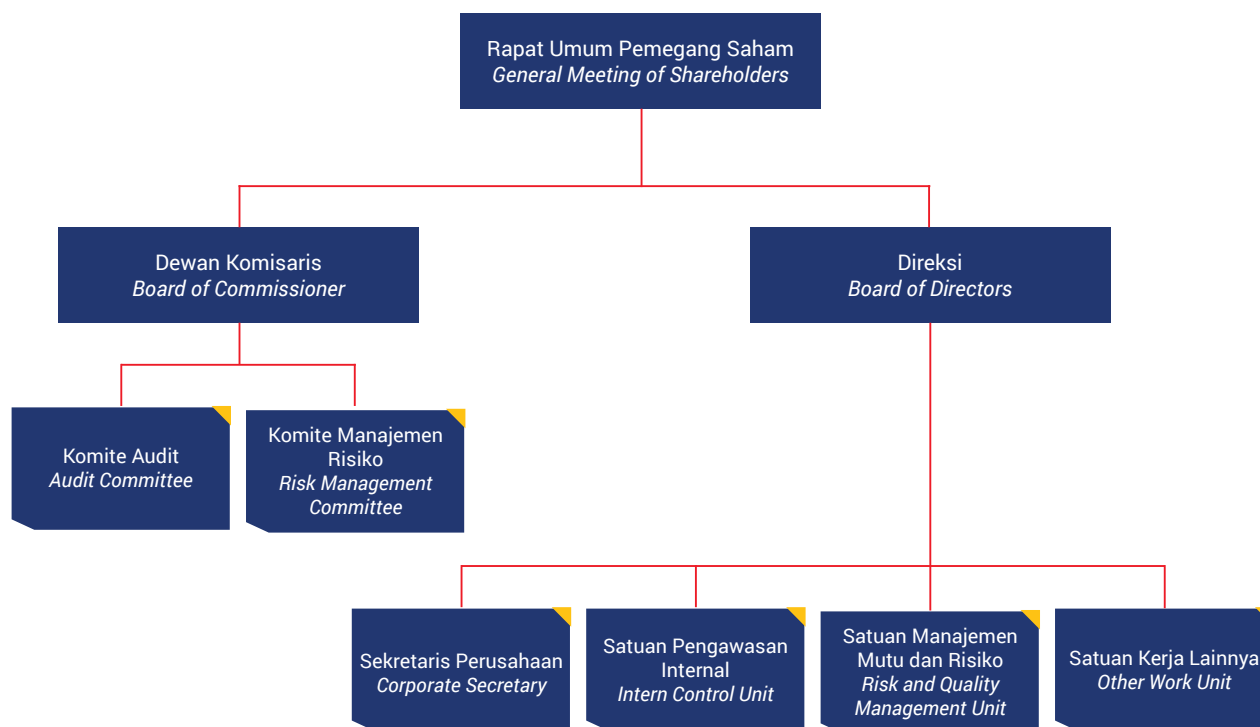 Rapat Umum Pemegang Saham
General Meeting of Shareholders
Dewan Komisaris
Board of Commissioner
Direksi
Board of Directors
Komite Audit
Audit Committee
Komite Manajemen
Risiko
Risk Management
Committee
Sekretaris Perusahaan
Corporate Secretary
Satuan Pengawasan
Internal
Intern Control Unit
Satuan Manajemen
Mutu dan Risiko
Risk and Quality
Management Unit
Satuan Kerja Lainnya
Other Work Unit